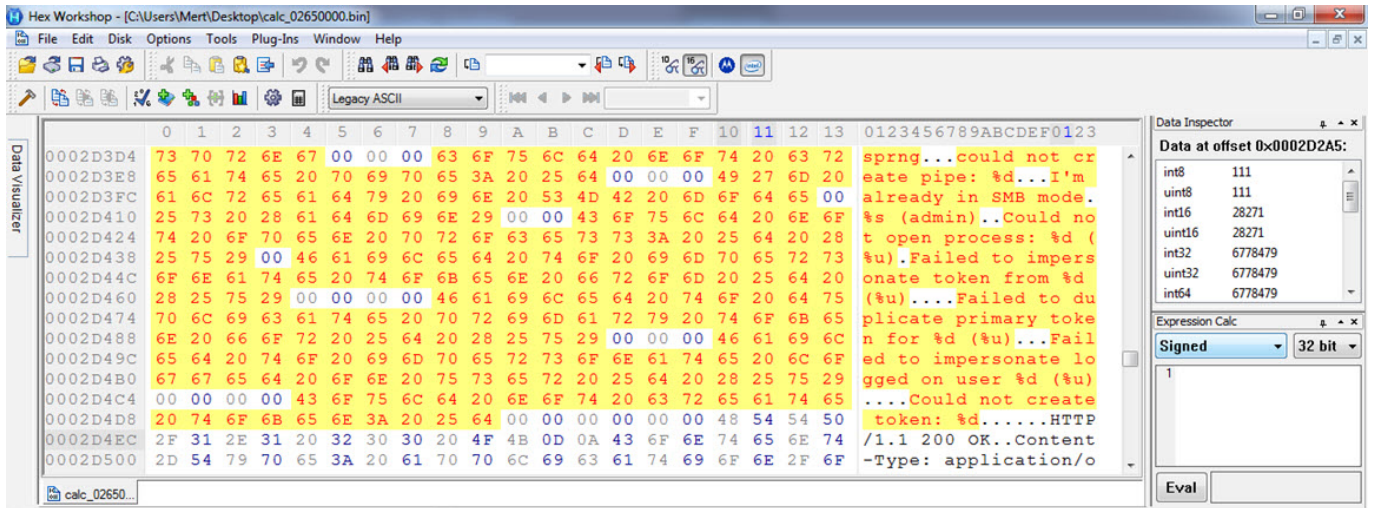 Hex Workshop - [C:\Users\Mert\Desktop\calc_02650000.bin]
File Edit Disk Options Tools Plug-Ins Window Help
Legacy ASCII
Data Visualizer
0 1 2 3 4 5 6 7 8 9 A B C D E F 10 11 12 13 0123456789ABCDEF0123
0002D3D4 73 70 72 6E 67 00 00 00 63 6F 75 6C 64 20 6E 6F 74 20 63 72 sprng...could not cr
0002D3E8 65 61 74 65 20 70 69 70 65 3A 20 25 64 00 00 00 49 27 6D 20 eate pipe: %d...I'm
0002D3FC 61 6C 72 65 61 64 79 20 69 6E 20 53 4D 42 20 6D 6F 64 65 00 already in SMB mode.
0002D410 25 73 20 28 61 64 6D 69 6E 29 00 00 43 6F 75 6C 64 20 6E 6F %s (admin)..Could no
0002D424 74 20 6F 70 65 6E 20 70 72 6F 63 65 73 73 3A 20 25 64 20 28 t open process: %d (
0002D438 25 75 29 00 46 61 69 6C 65 64 20 74 6F 20 69 6D 70 65 72 73 %u).Failed to impers
0002D44C 6F 6E 61 74 65 20 74 6F 6B 65 6E 20 66 72 6F 6D 20 25 64 20 onate token from %d
0002D460 28 25 75 29 00 00 00 00 46 61 69 6C 65 64 20 74 6F 20 64 75 (%u)....Failed to du
0002D474 70 6C 69 63 61 74 65 20 70 72 69 6D 61 72 79 20 74 6F 6B 65 plicate primary toke
0002D488 6E 20 66 6F 72 20 25 64 20 28 25 75 29 00 00 00 46 61 69 6C n for %d (%u)...Fail
0002D49C 65 64 20 74 6F 20 69 6D 70 65 72 73 6F 6E 61 74 65 20 6C 6F ed to impersonate lo
0002D4B0 67 67 65 64 20 6F 6E 20 75 73 65 72 20 25 64 20 28 25 75 29 gged on user %d (%u)
0002D4C4 00 00 00 00 43 6F 75 6C 64 20 6E 6F 74 20 63 72 65 61 74 65 ....Could not create
0002D4D8 20 74 6F 6B 65 6E 3A 20 25 64 00 00 00 00 00 00 48 54 54 50 token: %d......HTTP
0002D4EC 2F 31 2E 31 20 32 30 30 20 4F 4B 0D 0A 43 6F 6E 74 65 6E 74 /1.1 200 OK..Content
0002D500 2D 54 79 70 65 3A 20 61 70 70 6C 69 63 61 74 69 6F 6E 2F 6F -Type: application/o
calc_02650...
Data Inspector
Data at offset 0x0002D2A5:
int8 111
uint8 111
int16 28271
uint16 28271
int32 6778479
uint32 6778479
int64 6778479
Expression Calc
Signed 32 bit
1
Eval